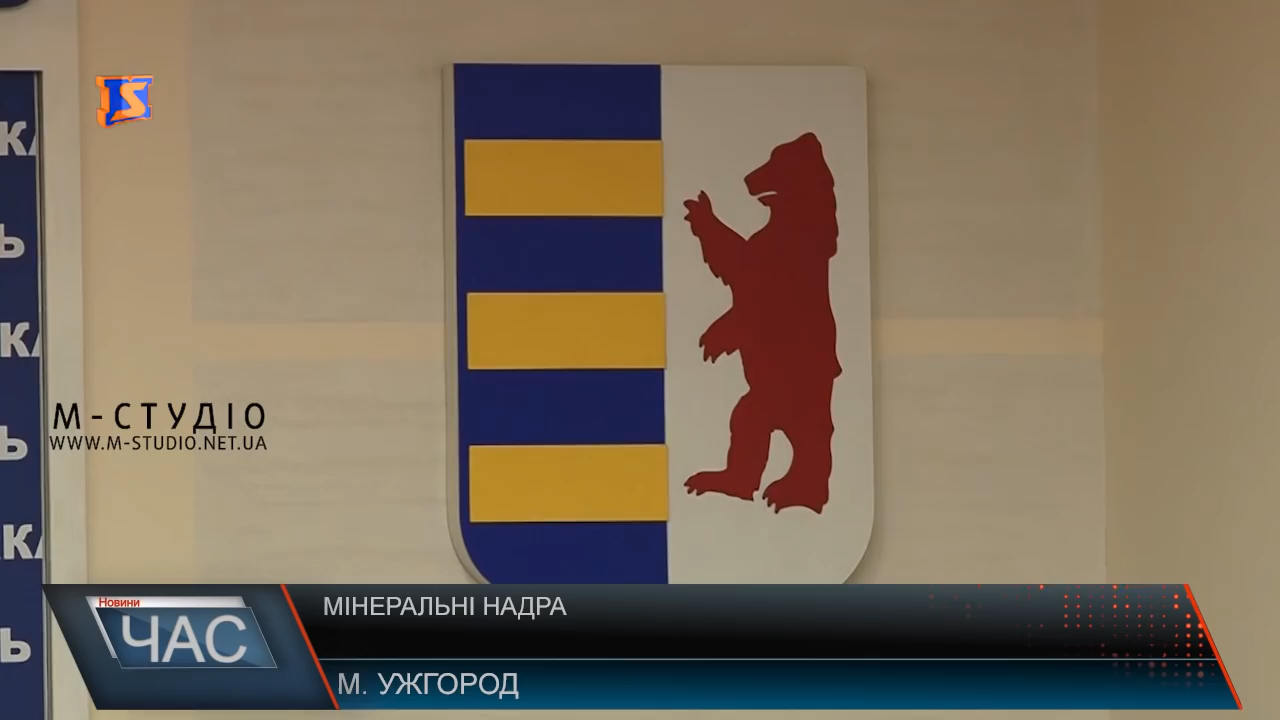 М-СТУДІО
WWW.M-STUDIO.NET.UA
Новини
ЧАС
МІНЕРАЛЬНІ НАДРА
М. УЖГОРОД